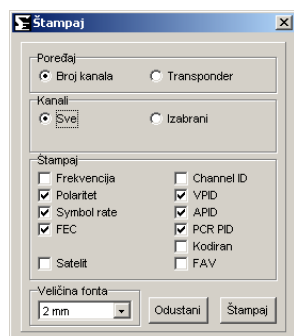 Štampaj
Poređaj
Broj kanala Transponder
Kanali
Sve Izabrani
Štampaj
Frekvencija Channel ID
Polaritet VPID
Symbol rate APID
FEC PCR PID
Kodiran
Satelit FAV
Veličina fonta
2 mm Odustani Štampaj